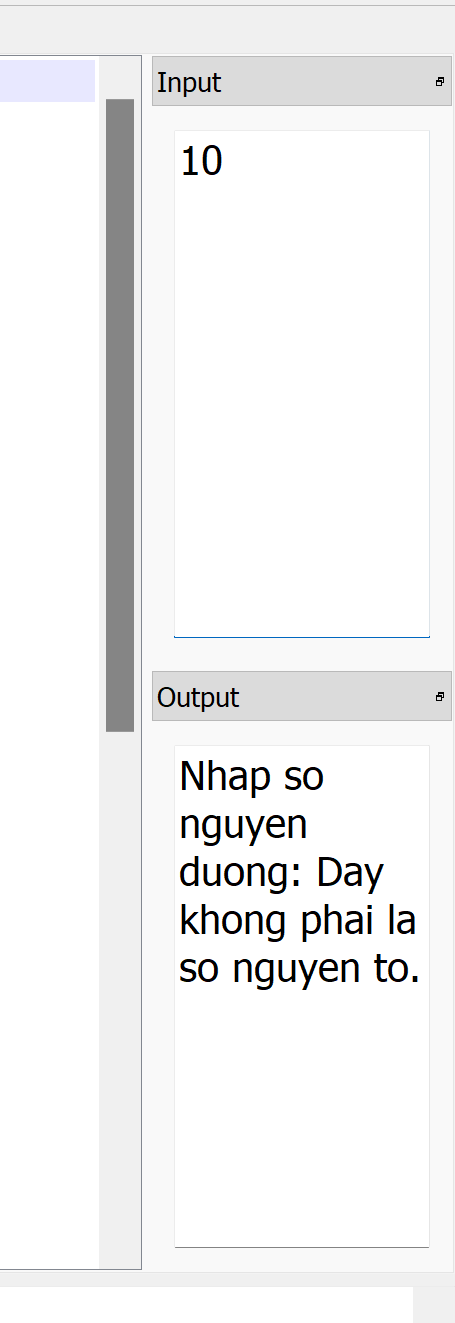 Input
10
Output
Nhap so
nguyen
duong: Day
khong phai la
so nguyen to.